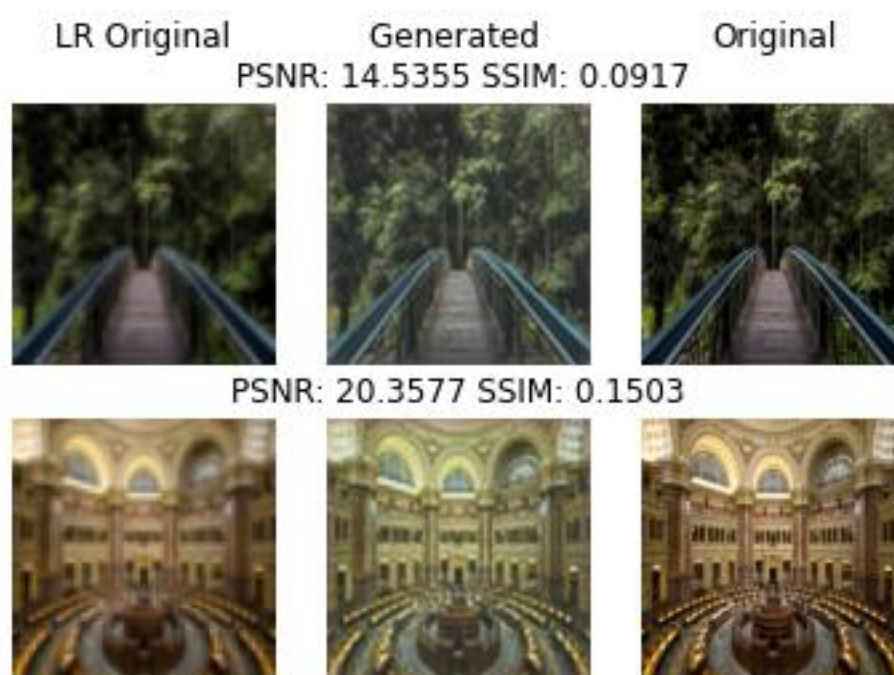 LR Original Generated Original
PSNR: 14.5355 SSIM: 0.0917
PSNR: 20.3577 SSIM: 0.1503